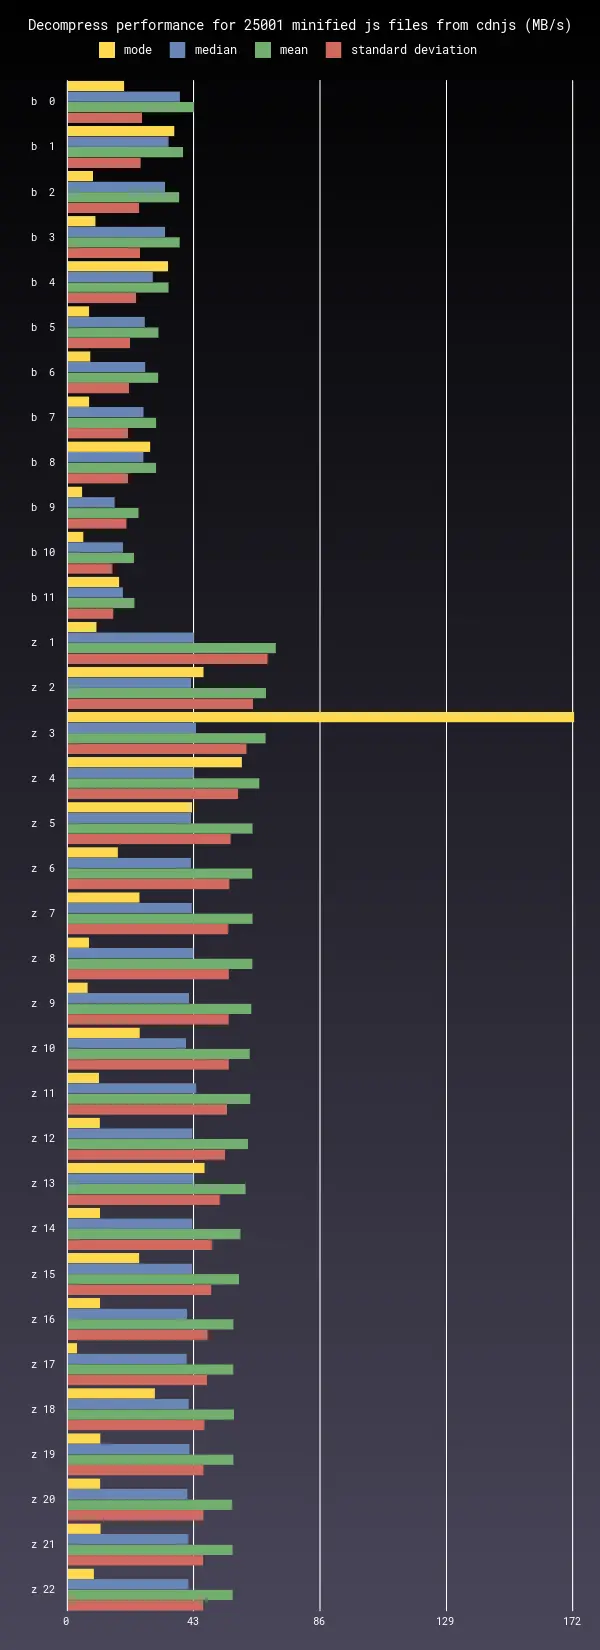 Decompress performance for 25001 minified js files from cdnjs (MB/s)
mode median mean standard deviation
b 0
b 1
b 2
b 3
b 4
b 5
b 6
b 7
b 8
b 9
b 10
b 11
z 1
z 2
z 3
z 4
z 5
z 6
z 7
z 8
z 9
z 10
z 11
z 12
z 13
z 14
z 15
z 16
z 17
z 18
z 19
z 20
z 21
z 22
0 43 86 129 172